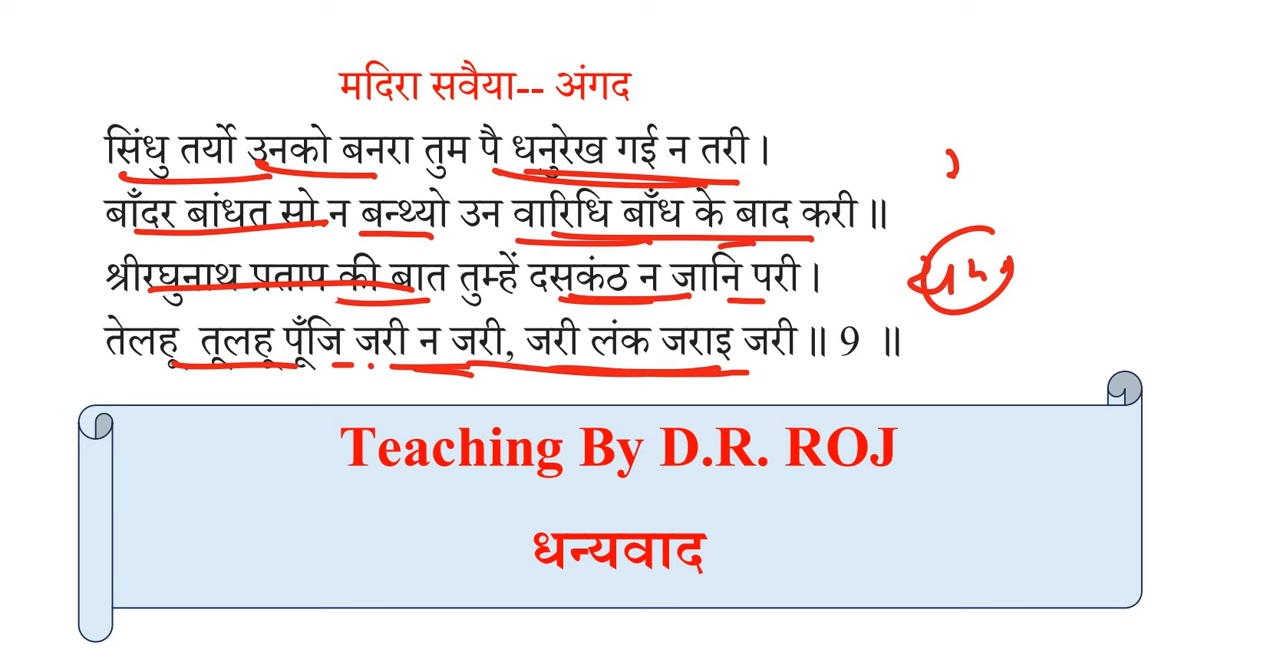 मदिरा सवैया-- अंगद
सिंधु तर्यो उनको बनरा तुम पै धनुरेख गई न तरी ।
बाँदर बांधत सो न बन्थ्यो उन वारिधि बाँध के बाद करी ॥
श्रीरघुनाथ प्रताप की बात तुम्हें दसकंठ न जानि परी ।
तेलहू तूलहू पूँजि जरी न जरी, जरी लंक जराइ जरी ॥ 9 ॥
Teaching By D.R. ROJ
धन्यवाद